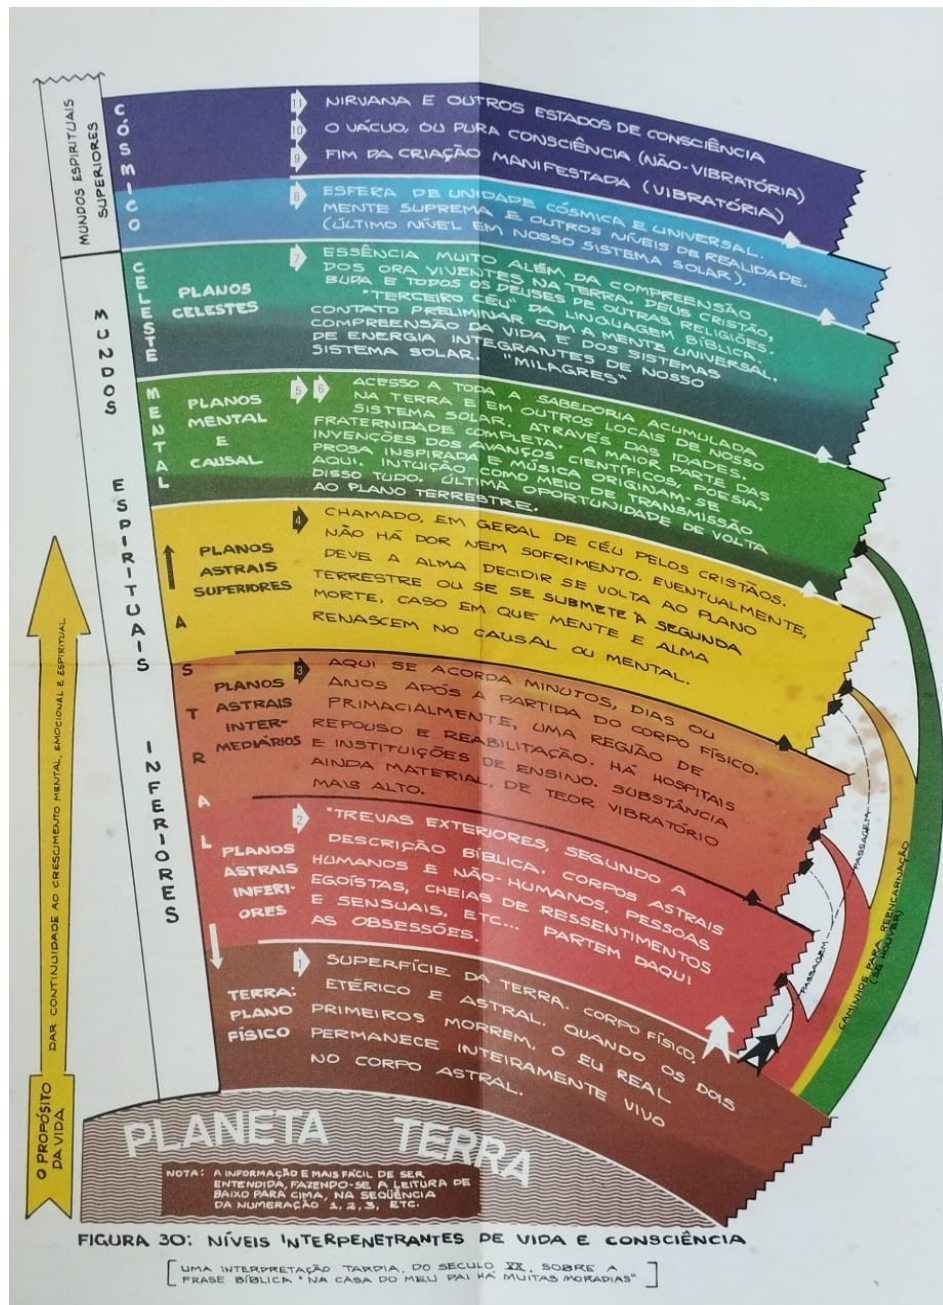 MUNDOS ESPIRITUAIS
SUPERIORES
CÓSMICO
11 NIRVANA E OUTROS ESTADOS DE CONSCIÊNCIA
10 O VÁCUO, OU PURA CONSCIÊNCIA (NÃO-VIBRATÓRIA)
9 FIM DA CRIAÇÃO MANIFESTADA (VIBRATÓRIA)
8 ESFERA DE UNIDADE CÓSMICA E UNIVERSAL.
MENTE SUPREMA E OUTROS NÍVEIS DE REALIDADE.
(ÚLTIMO NÍVEL EM NOSSO SISTEMA SOLAR).
MUNDOS ESPIRITUAIS INFERIORES
CELESTE
PLANOS
CELESTES
7 ESSÊNCIA MUITO ALÉM DA COMPREENSÃO
DOS ORA VIVENTES NA TERRA. DEUS CRISTÃO,
BUDA E TODOS OS DEUSES DE OUTRAS RELIGIÕES.
"TERCEIRO CÉU" DA LINGUAGEM BÍBLICA.
CONTATO PRELIMINAR COM A MENTE UNIVERSAL.
COMPREENSÃO DA VIDA E DOS SISTEMAS
DE ENERGIA INTEGRANTES DE NOSSO
SISTEMA SOLAR. "MILAGRES"
MENTAL
PLANOS
MENTAL
E
CAUSAL
5 6 ACESSO A TODA A SABEDORIA ACUMULADA
NA TERRA E EM OUTROS LOCAIS DE NOSSO
SISTEMA SOLAR. ATRAVÉS DAS IDADES.
FRATERNIDADE COMPLETA. A MAIOR PARTE DAS
INVENÇÕES DOS AVANÇOS CIENTÍFICOS, POESIA,
PROSA INSPIRADA E MÚSICA ORIGINAM-SE
AQUI. INTUIÇÃO COMO MEIO DE TRANSMISSÃO
DISSO TUDO. ÚLTIMA OPORTUNIDADE DE VOLTA
AO PLANO TERRESTRE.
ASTRAL
PLANOS
ASTRAIS
SUPERIORES
4 CHAMADO, EM GERAL DE CÉU PELOS CRISTÃOS.
NÃO HÁ DOR NEM SOFRIMENTO. EVENTUALMENTE,
DEVE A ALMA DECIDIR SE VOLTA AO PLANO
TERRESTRE OU SE SE SUBMETE À SEGUNDA
MORTE, CASO EM QUE MENTE E ALMA
RENASCEM NO CAUSAL OU MENTAL.
PLANOS
ASTRAIS
INTER-
MEDIÁRIOS
3 AQUI SE ACORDA MINUTOS, DIAS OU
ANOS APÓS A PARTIDA DO CORPO FÍSICO.
PRIMACIALMENTE, UMA REGIÃO DE
REPOUSO E REABILITAÇÃO. HÁ HOSPITAIS
E INSTITUIÇÕES DE ENSINO. SUBSTÂNCIA
AINDA MATERIAL, DE TEOR VIBRATÓRIO
MAIS ALTO.
PLANOS
ASTRAIS
INFERI-
ORES
2 "TREVAS EXTERIORES, SEGUNDO A
DESCRIÇÃO BÍBLICA. CORPOS ASTRAIS
HUMANOS E NÃO-HUMANOS. PESSOAS
EGOÍSTAS, CHEIAS DE RESSENTIMENTOS
E SENSUAIS, ETC... PARTEM DAQUI
AS OBSESSÕES.
TERRA:
PLANO
FÍSICO
1 SUPERFÍCIE DA TERRA. CORPO FÍSICO,
ETÉRICO E ASTRAL. QUANDO OS DOIS
PRIMEIROS MORREM, O EU REAL
PERMANECE INTEIRAMENTE VIVO
NO CORPO ASTRAL.
PASSAGEM
PASSAGEM
CAMINHOS PARA REENCARNAÇÃO
(SE HOUVER)
DAR CONTINUIDADE AO CRESCIMENTO MENTAL, EMOCIONAL E ESPIRITUAL
O PROPÓSITO
DA VIDA
PLANETA TERRA
NOTA: A INFORMAÇÃO E MAIS FÁCIL DE SER
ENTENDIDA, FAZENDO-SE A LEITURA DE
BAIXO PARA CIMA, NA SEQÜÊNCIA
DA NUMERAÇÃO 1, 2, 3, ETC.
FIGURA 30: NÍVEIS INTERPENETRANTES DE VIDA E CONSCIÊNCIA
[UMA INTERPRETAÇÃO TARDIA, DO SECULO XX, SOBRE A
FRASE BÍBLICA "NA CASA DO MEU PAI HÁ MUITAS MORADIAS"]